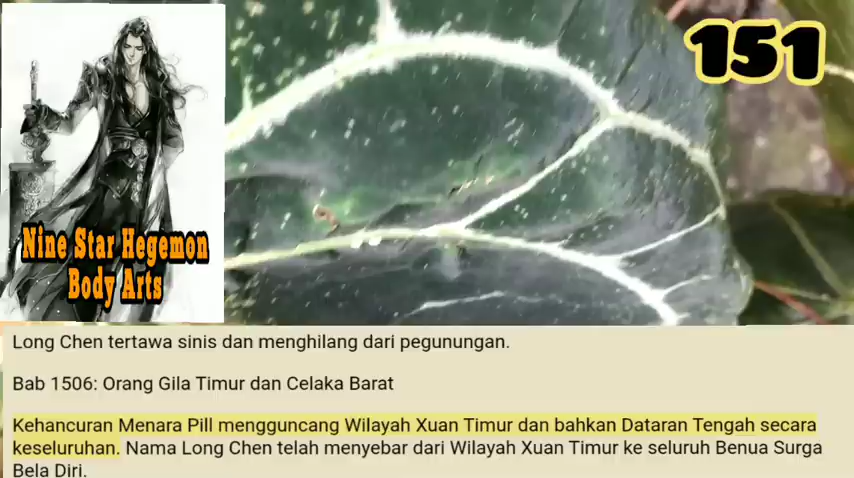 151
Nine Star Hegemon
Body Arts
Long Chen tertawa sinis dan menghilang dari pegunungan.
Bab 1506: Orang Gila Timur dan Celaka Barat
Kehancuran Menara Pill mengguncang Wilayah Xuan Timur dan bahkan Dataran Tengah secara
keseluruhan. Nama Long Chen telah menyebar dari Wilayah Xuan Timur ke seluruh Benua Surga
Bela Diri.